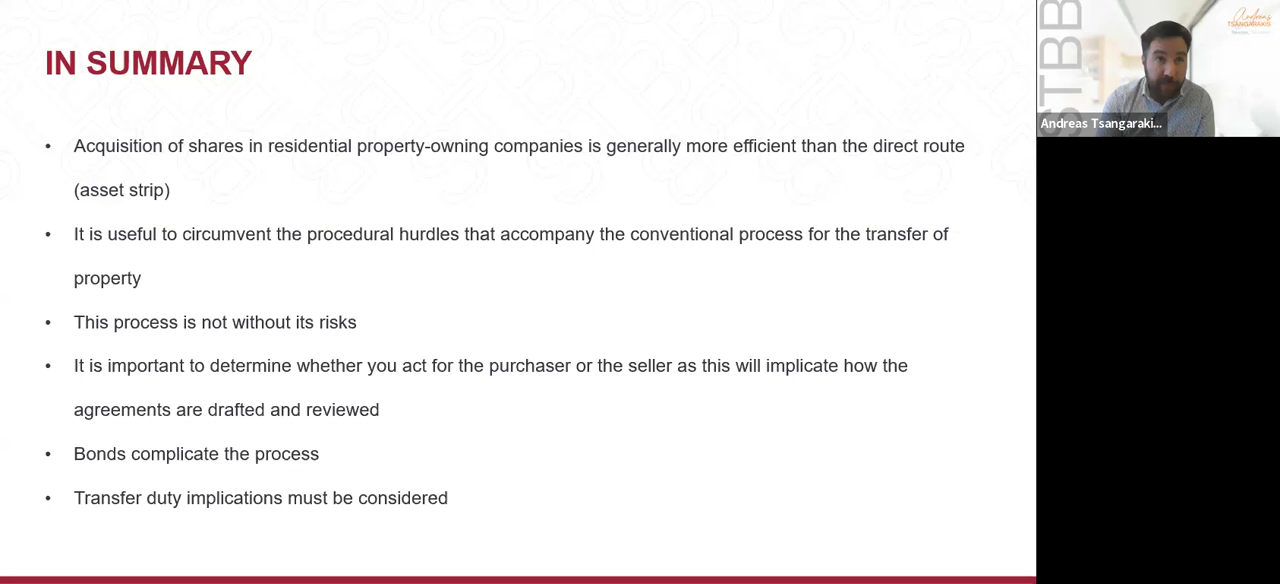 IN SUMMARY
• Acquisition of shares in residential property-owning companies is generally more efficient than the direct route
(asset strip)
• It is useful to circumvent the procedural hurdles that accompany the conventional process for the transfer of
property
• This process is not without its risks
• It is important to determine whether you act for the purchaser or the seller as this will implicate how the
agreements are drafted and reviewed
• Bonds complicate the process
• Transfer duty implications must be considered
STBB
Andreas
TSANGARAKIS
Andreas Tsangaraki...